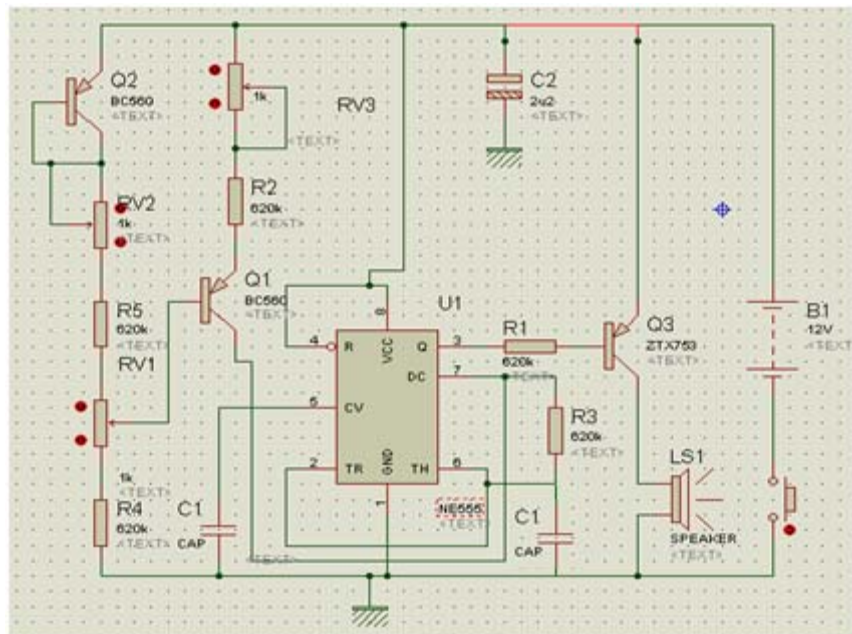 Q2
BC560
<TEXT>
1k
<TEXT>
RV3
C2
2u2
<TEXT>
RV2
1k
<TEXT>
R2
620k
<TEXT>
R5
620k
<TEXT>
RV1
1k
<TEXT>
R4
620k
<TEXT>
Q1
BC560
<TEXT>
C1
CAP
<TEXT>
U1
8
VCC
4
R
Q
3
DC
7
5
CV
2
TR
GND
TH
6
1
NE555
<TEXT>
R1
620k
<TEXT>
R3
620k
<TEXT>
C1
CAP
<TEXT>
Q3
ZTX753
<TEXT>
LS1
SPEAKER
<TEXT>
B1
12V
<TEXT>